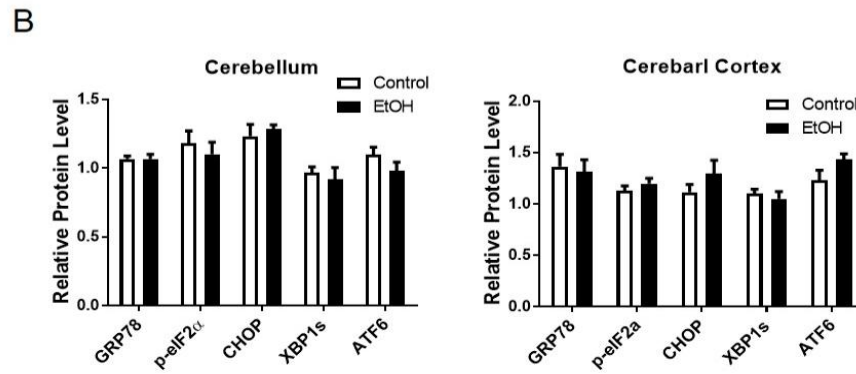 B
Cerebellum
Control
EtOH
Relative Protein Level
1.5
1.0
0.5
0.0
GRP78
p-eIF2α
CHOP
XBP1s
ATF6
Cerebarl Cortex
Control
EtOH
Relative Protein Level
2.0
1.5
1.0
0.5
0.0
GRP78
p-eIF2a
CHOP
XBP1s
ATF6